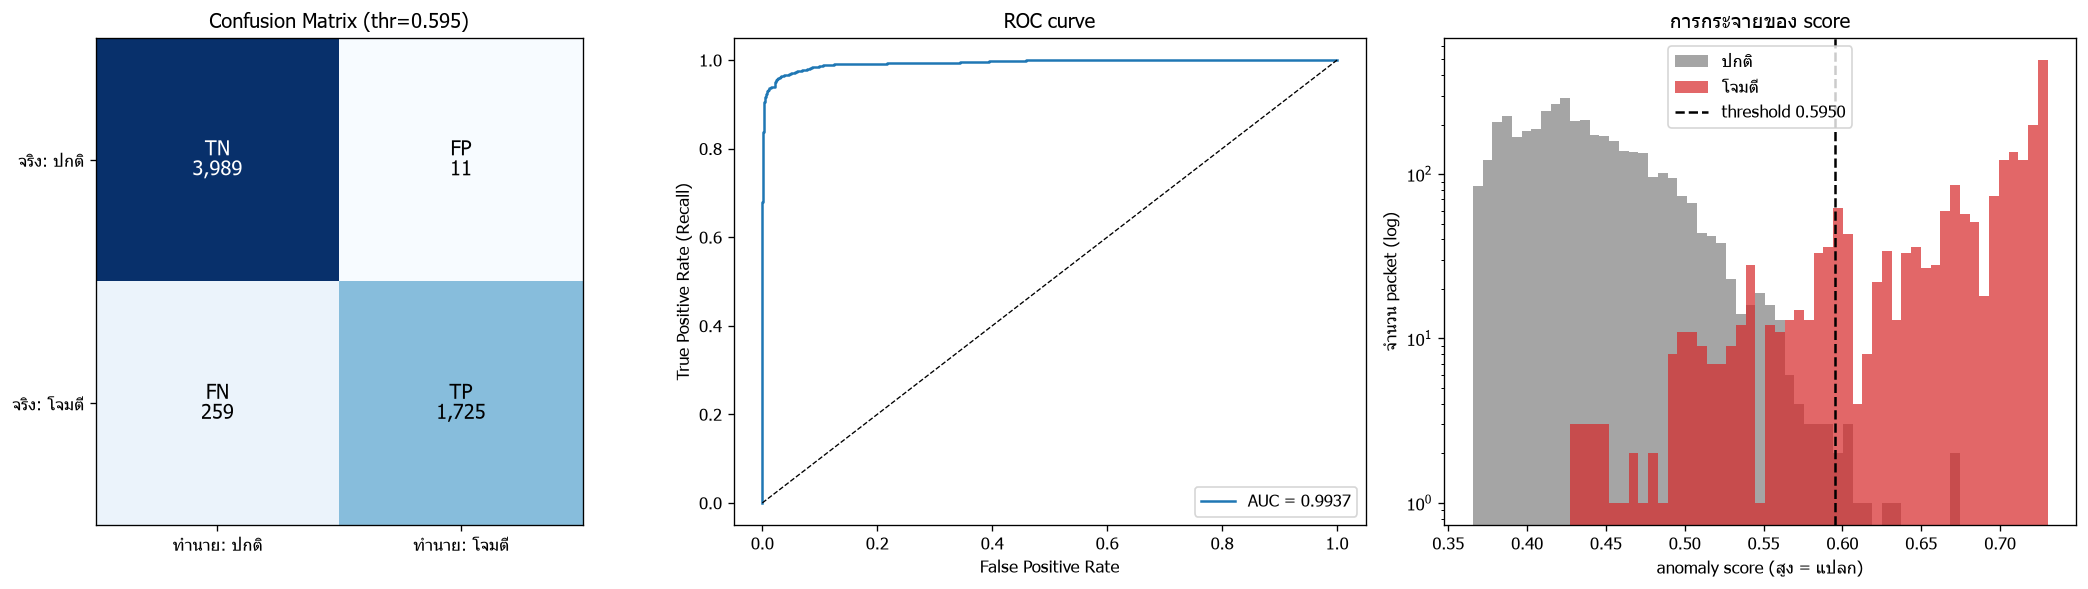 Confusion Matrix (thr=0.595)
จริง: ปกติ
TN
3,989
FP
11
จริง: โจมตี
FN
259
TP
1,725
ทำนาย: ปกติ
ทำนาย: โจมตี
ROC curve
True Positive Rate (Recall)
1.0
0.8
0.6
0.4
0.2
0.0
AUC = 0.9937
0.0
0.2
0.4
0.6
0.8
1.0
False Positive Rate
การกระจายของ score
ปกติ
โจมตี
threshold 0.5950
จำนวน packet (log)
10²
10¹
10⁰
0.35
0.40
0.45
0.50
0.55
0.60
0.65
0.70
anomaly score (สูง = แปลก)